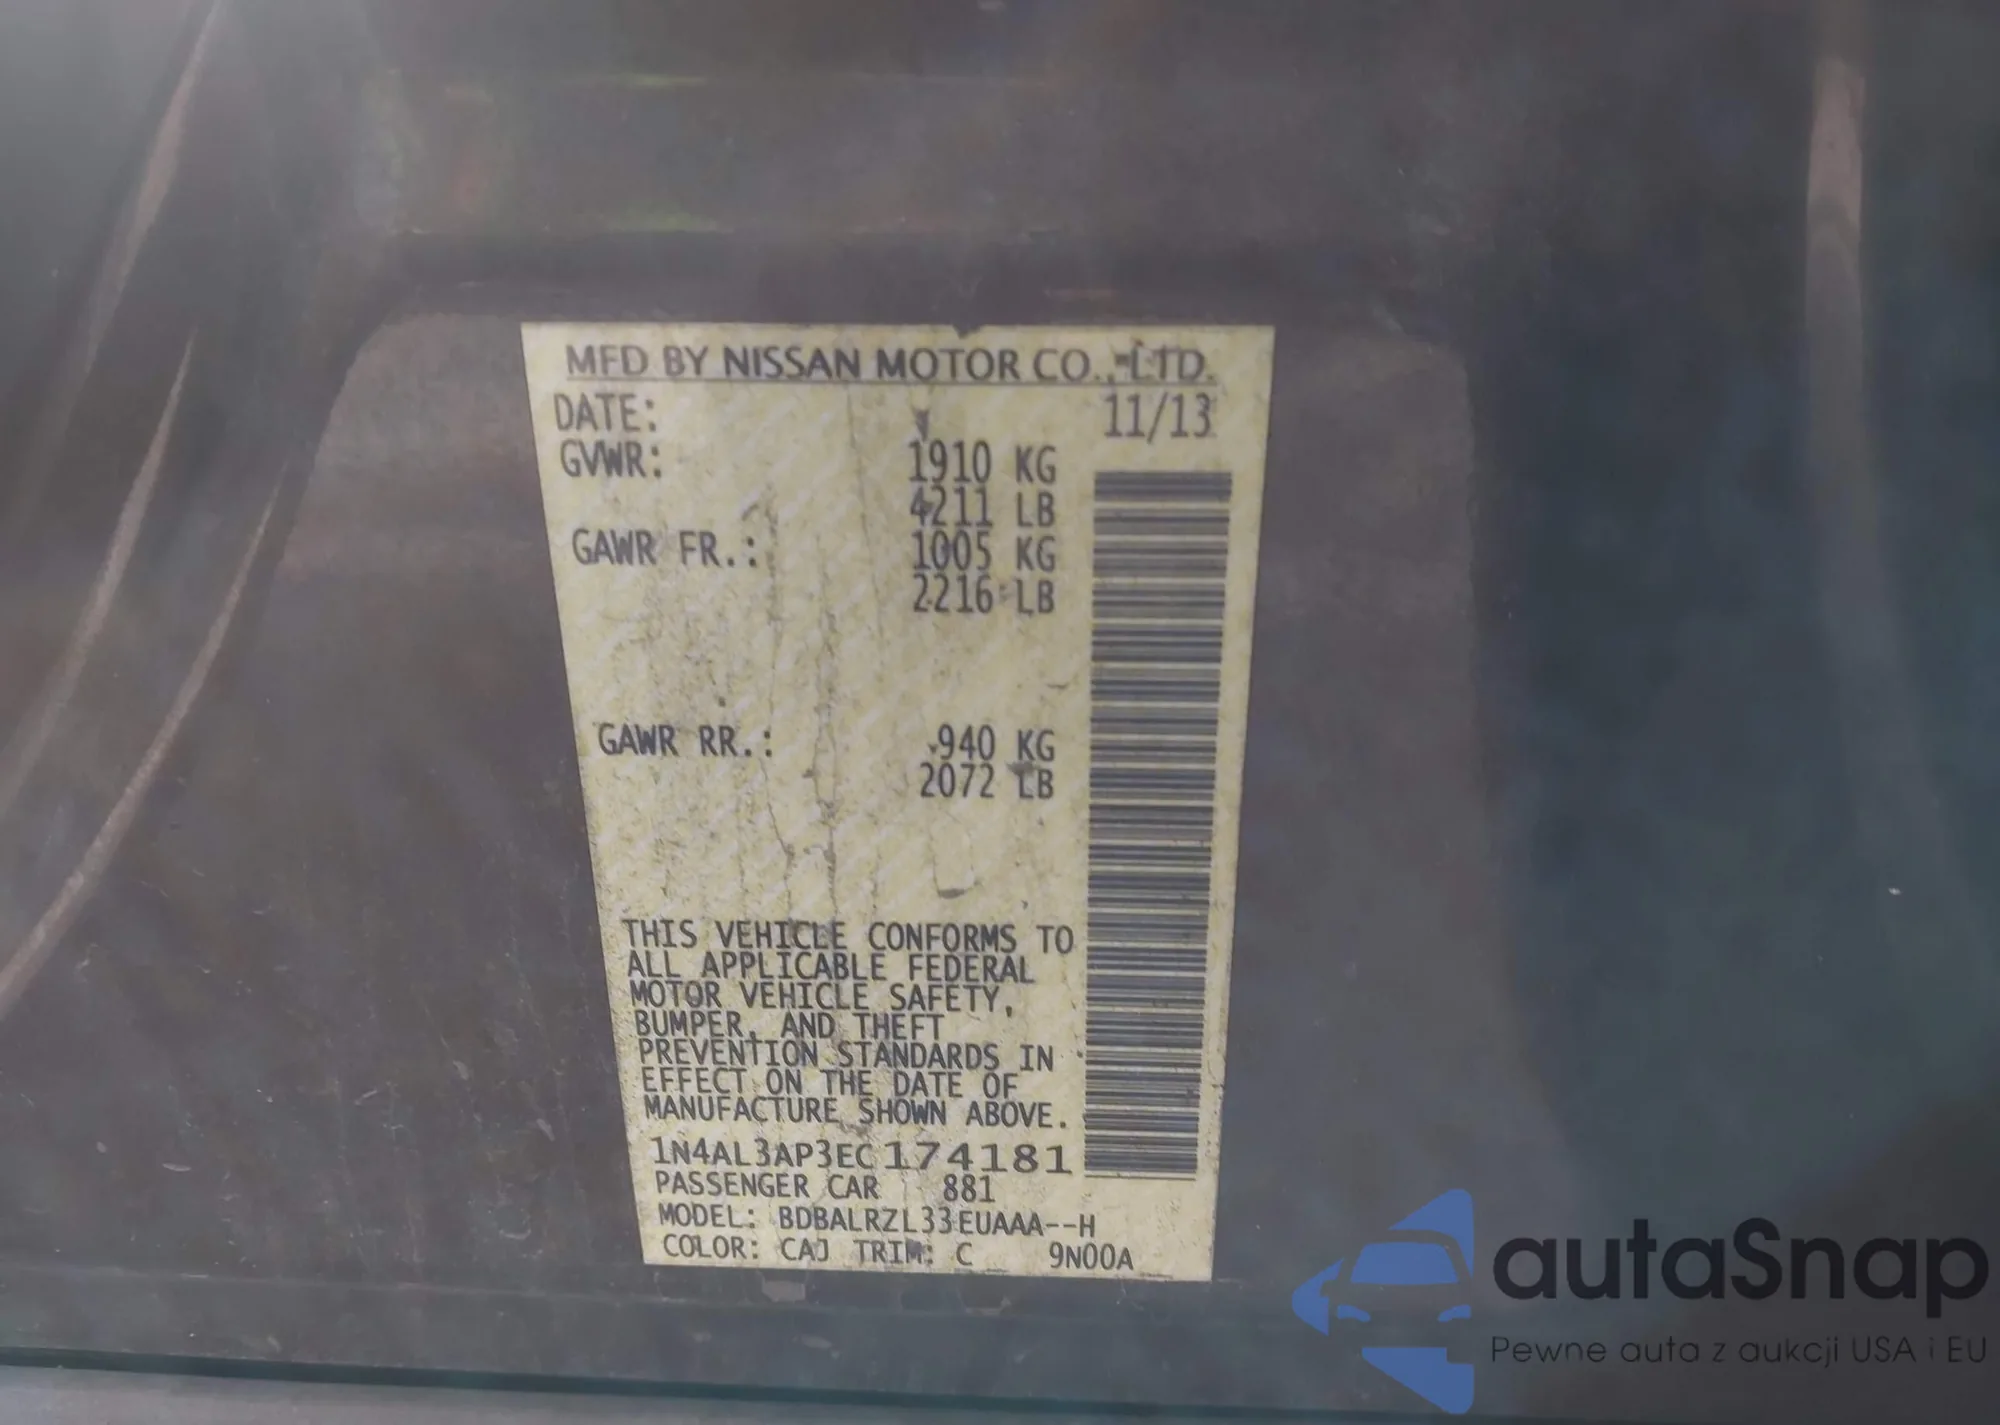 MFD BY NISSAN MOTOR CO., LTD.
DATE: 11/13
GVWR: 1910 KG
4211 LB
GAWR FR.: 1005 KG
2216 LB
GAWR RR.: 940 KG
2072 LB
THIS VEHICLE CONFORMS TO
ALL APPLICABLE FEDERAL
MOTOR VEHICLE SAFETY,
BUMPER, AND THEFT
PREVENTION STANDARDS IN
EFFECT ON THE DATE OF
MANUFACTURE SHOWN ABOVE.
1N4AL3AP3EC174181
PASSENGER CAR 881
MODEL: BDBALRZL33EUAAA--H
COLOR: CAJ TRIM: C 9N00A
autaSnap
Pewne auta z aukcji USA i EU